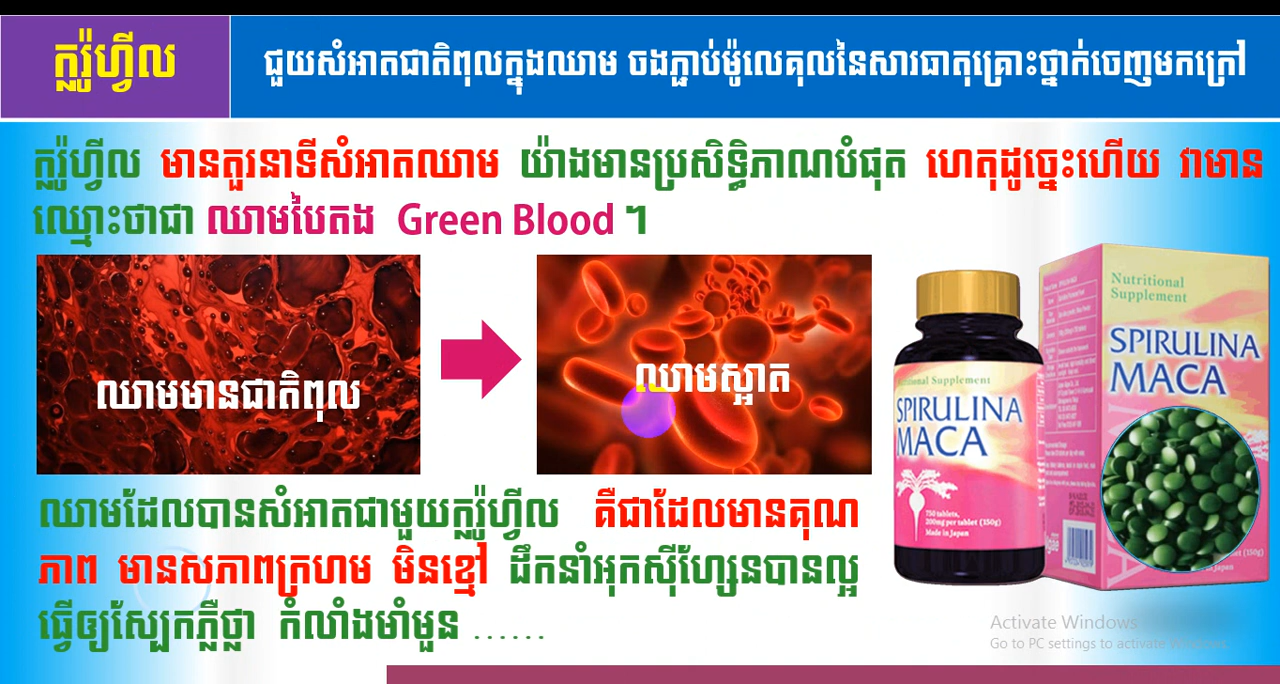 ក្លរ៉ូហ្វីល
ជួយសំអាតជាតិពុលក្នុងឈាម ចងភ្ជាប់ម៉ូលេគុលនៃសារធាតុគ្រោះថ្នាក់ចេញមកក្រៅ
ក្លរ៉ូហ្វីល មានតួរនាទីសំអាតឈាម យ៉ាងមានប្រសិទ្ធិភាណបំផុត ហេតុដូច្នេះហើយ វាមាន
ឈ្មោះថាជា ឈាមបៃតង Green Blood ។
ឈាមមានជាតិពុល
ឈាមស្អាត
Nutritional
Supplement
SPIRULINA
MACA
Nutritional Supplement
SPIRULINA
MACA
750 tablets,
200mg per tablet (150g)
Made in Japan
ឈាមដែលបានសំអាតជាមួយក្លរ៉ូហ្វីល គឺជាដែលមានគុណ
ភាព មានសភាពក្រហម មិនខ្មៅ ដឹកនាំអុកស៊ីហ្សែនបានល្អ
ធ្វើឲ្យស្បែកភ្លឺថ្លា កំលាំងមាំមួន ......
Activate Windows
Go to PC settings to activate Windows.